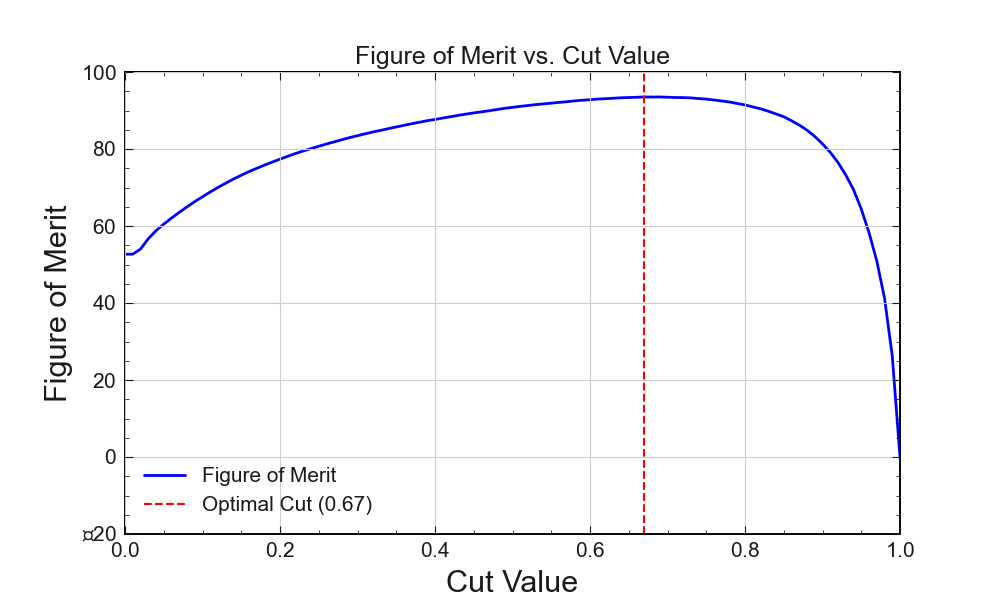 Figure of Merit vs. Cut Value
100
80
60
40
20
0
¤20
Figure of Merit
Figure of Merit
Optimal Cut (0.67)
0.0 0.2 0.4 0.6 0.8 1.0
Cut Value